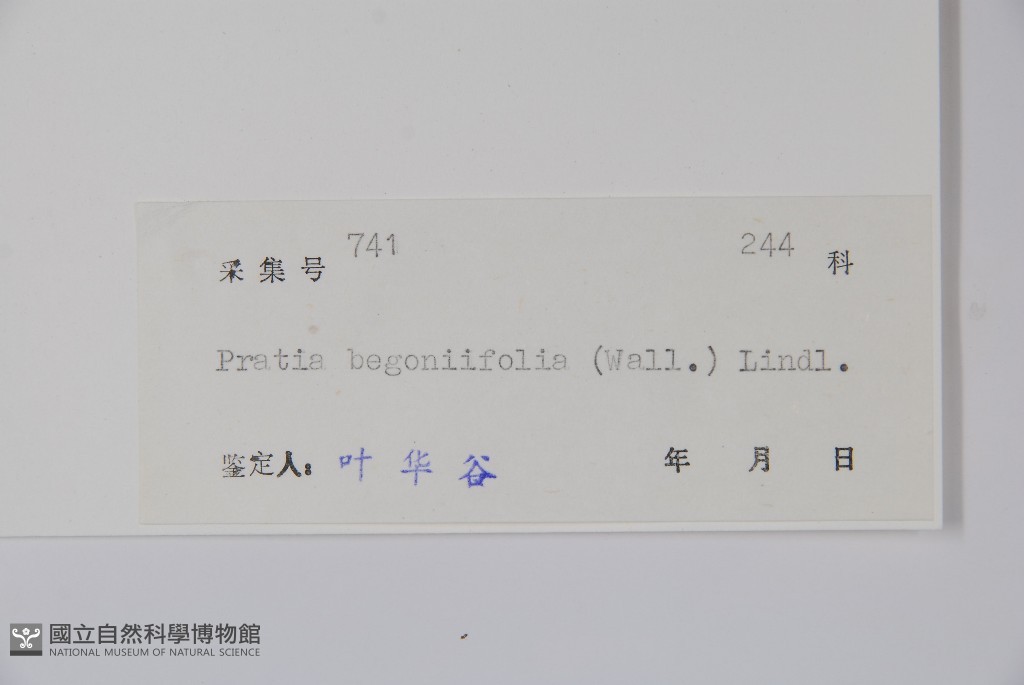 采集号 741 244 科
Pratia begoniifolia (Wall.) Lindl.
鉴定人: 叶华谷 年 月 日
國立自然科學博物館
NATIONAL MUSEUM OF NATURAL SCIENCE